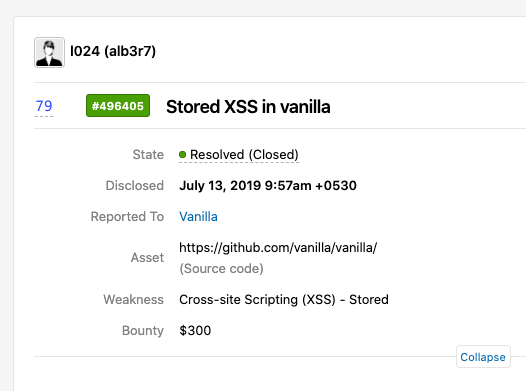 l024 (alb3r7)
79 #496405 Stored XSS in vanilla
State Resolved (Closed)
Disclosed July 13, 2019 9:57am +0530
Reported To Vanilla
Asset https://github.com/vanilla/vanilla/
(Source code)
Weakness Cross-site Scripting (XSS) - Stored
Bounty $300
Collapse